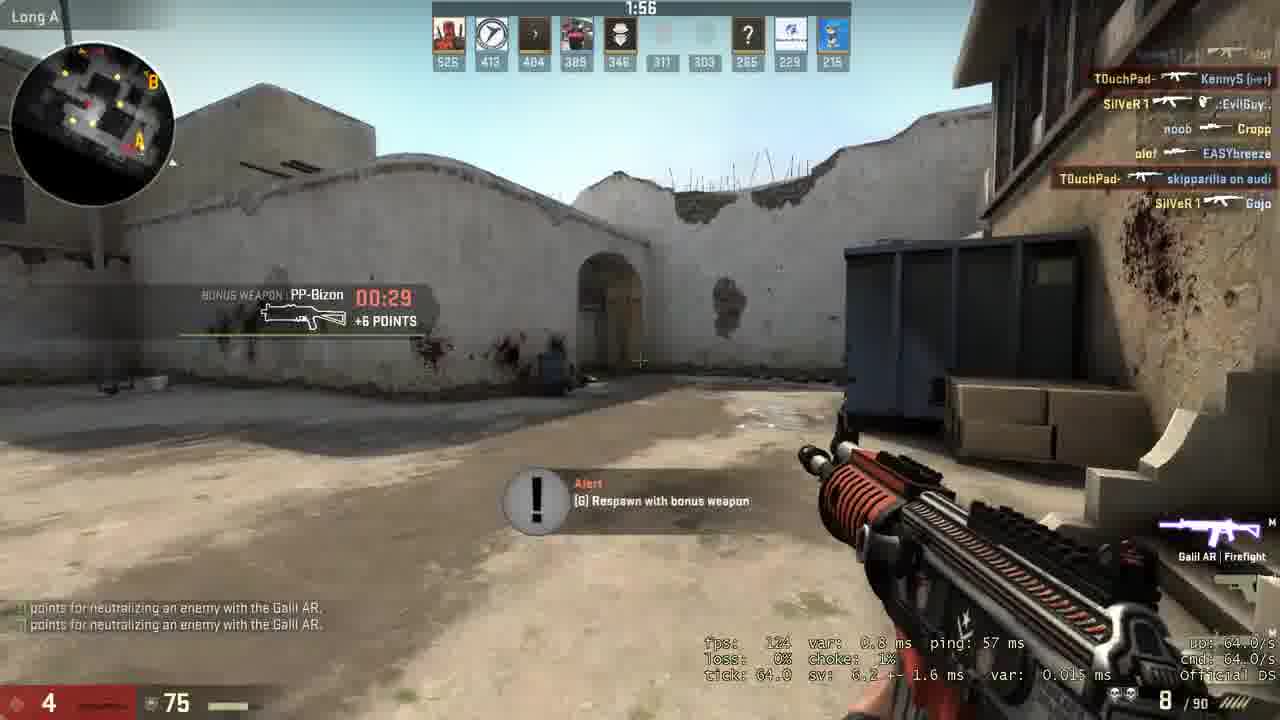 Long A
1:56
525 413 404 389 346 311 303 265 229 215
?
B
A
T0uchPad- KennyS
SilVeR 1 .:EvilGuy:.
noob Cropp
olof EASYbreeze
T0uchPad- skipparilla on audi
SilVeR 1 Gojo
BONUS WEAPON: PP-Bizon 00:29
+6 POINTS
Alert
[G] Respawn with bonus weapon
Galil AR | Firefight
points for neutralizing an enemy with the Galil AR.
points for neutralizing an enemy with the Galil AR.
fps: 124 var: 0.8 ms ping: 57 ms
loss: 0% choke: 1%
tick: 64.0 sv: 6.2 +- 1.6 ms var: 0.015 ms
up: 64.0/s
cmd: 64.0/s
Official DS
4 75
8 / 90